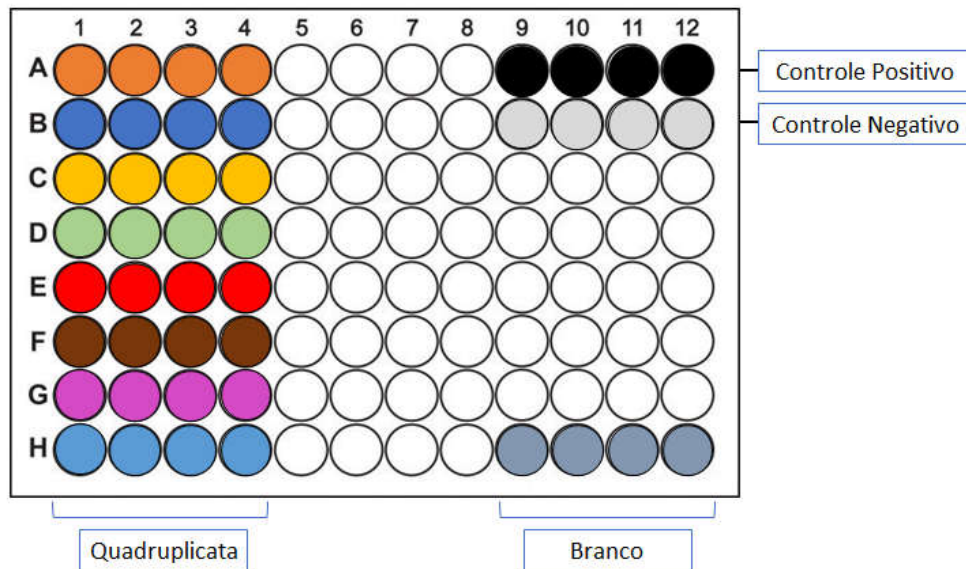 1 2 3 4 5 6 7 8 9 10 11 12
A
Controle Positivo
B
Controle Negativo
C
D
E
F
G
H
Quadruplicata
Branco